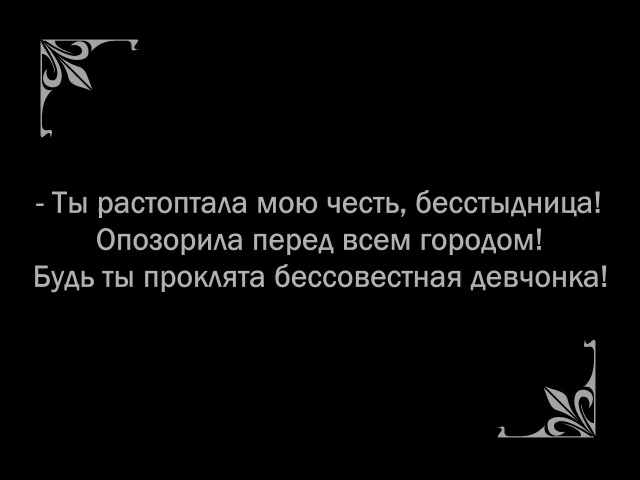 - Ты растоптала мою честь, бесстыдница!
Опозорила перед всем городом!
Будь ты проклята бессовестная девчонка!